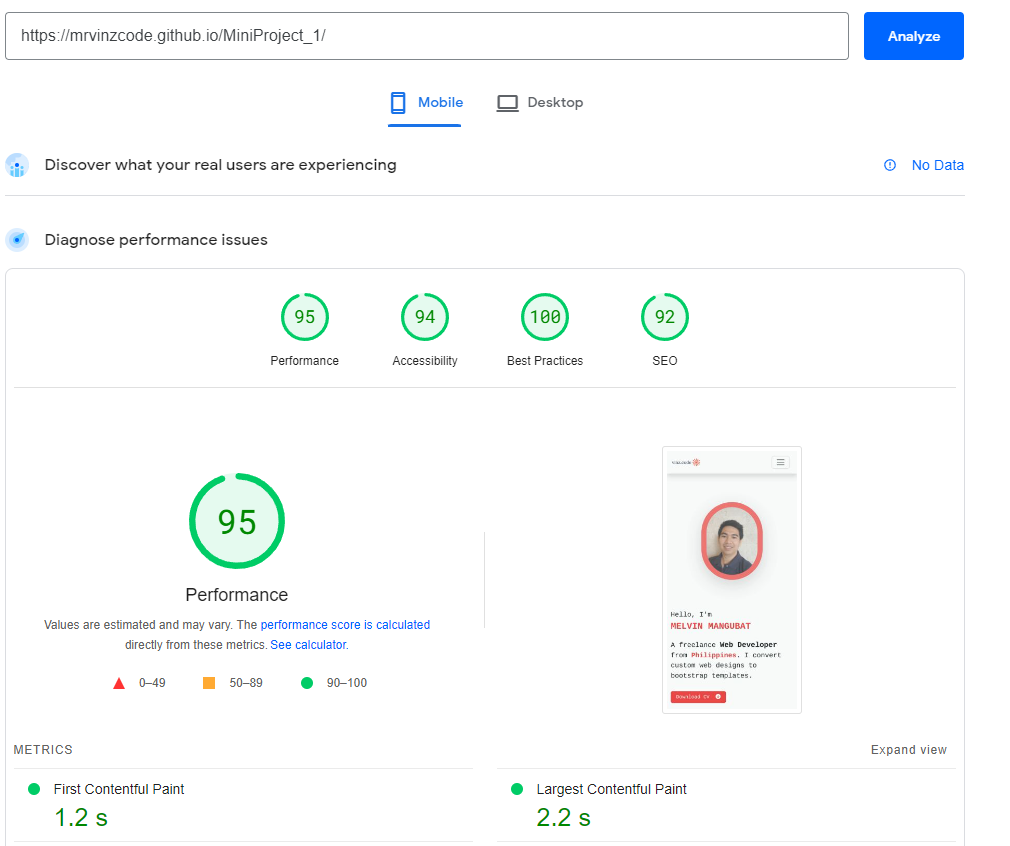 https://mrvinzcode.github.io/MiniProject_1/
Analyze
Mobile
Desktop
Discover what your real users are experiencing
No Data
Diagnose performance issues
95
94
100
92
Performance
Accessibility
Best Practices
SEO
95
Performance
Values are estimated and may vary. The performance score is calculated
directly from these metrics. See calculator.
0–49
50–89
90–100
Hello, I'm
MELVIN MANGUBAT
A freelance Web Developer
from Philippines. I convert
custom web designs to
bootstrap templates.
Download CV
METRICS
Expand view
First Contentful Paint
1.2 s
Largest Contentful Paint
2.2 s